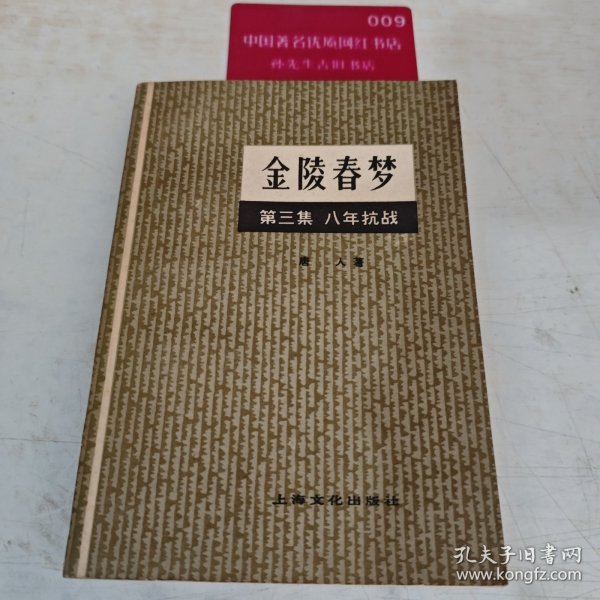 009
中国著名优质网红书店
孙先生古旧书店
金陵春梦
第三集 八年抗战
唐 人 著
上海文化出版社
孔夫子旧书网
www.kongfz.com